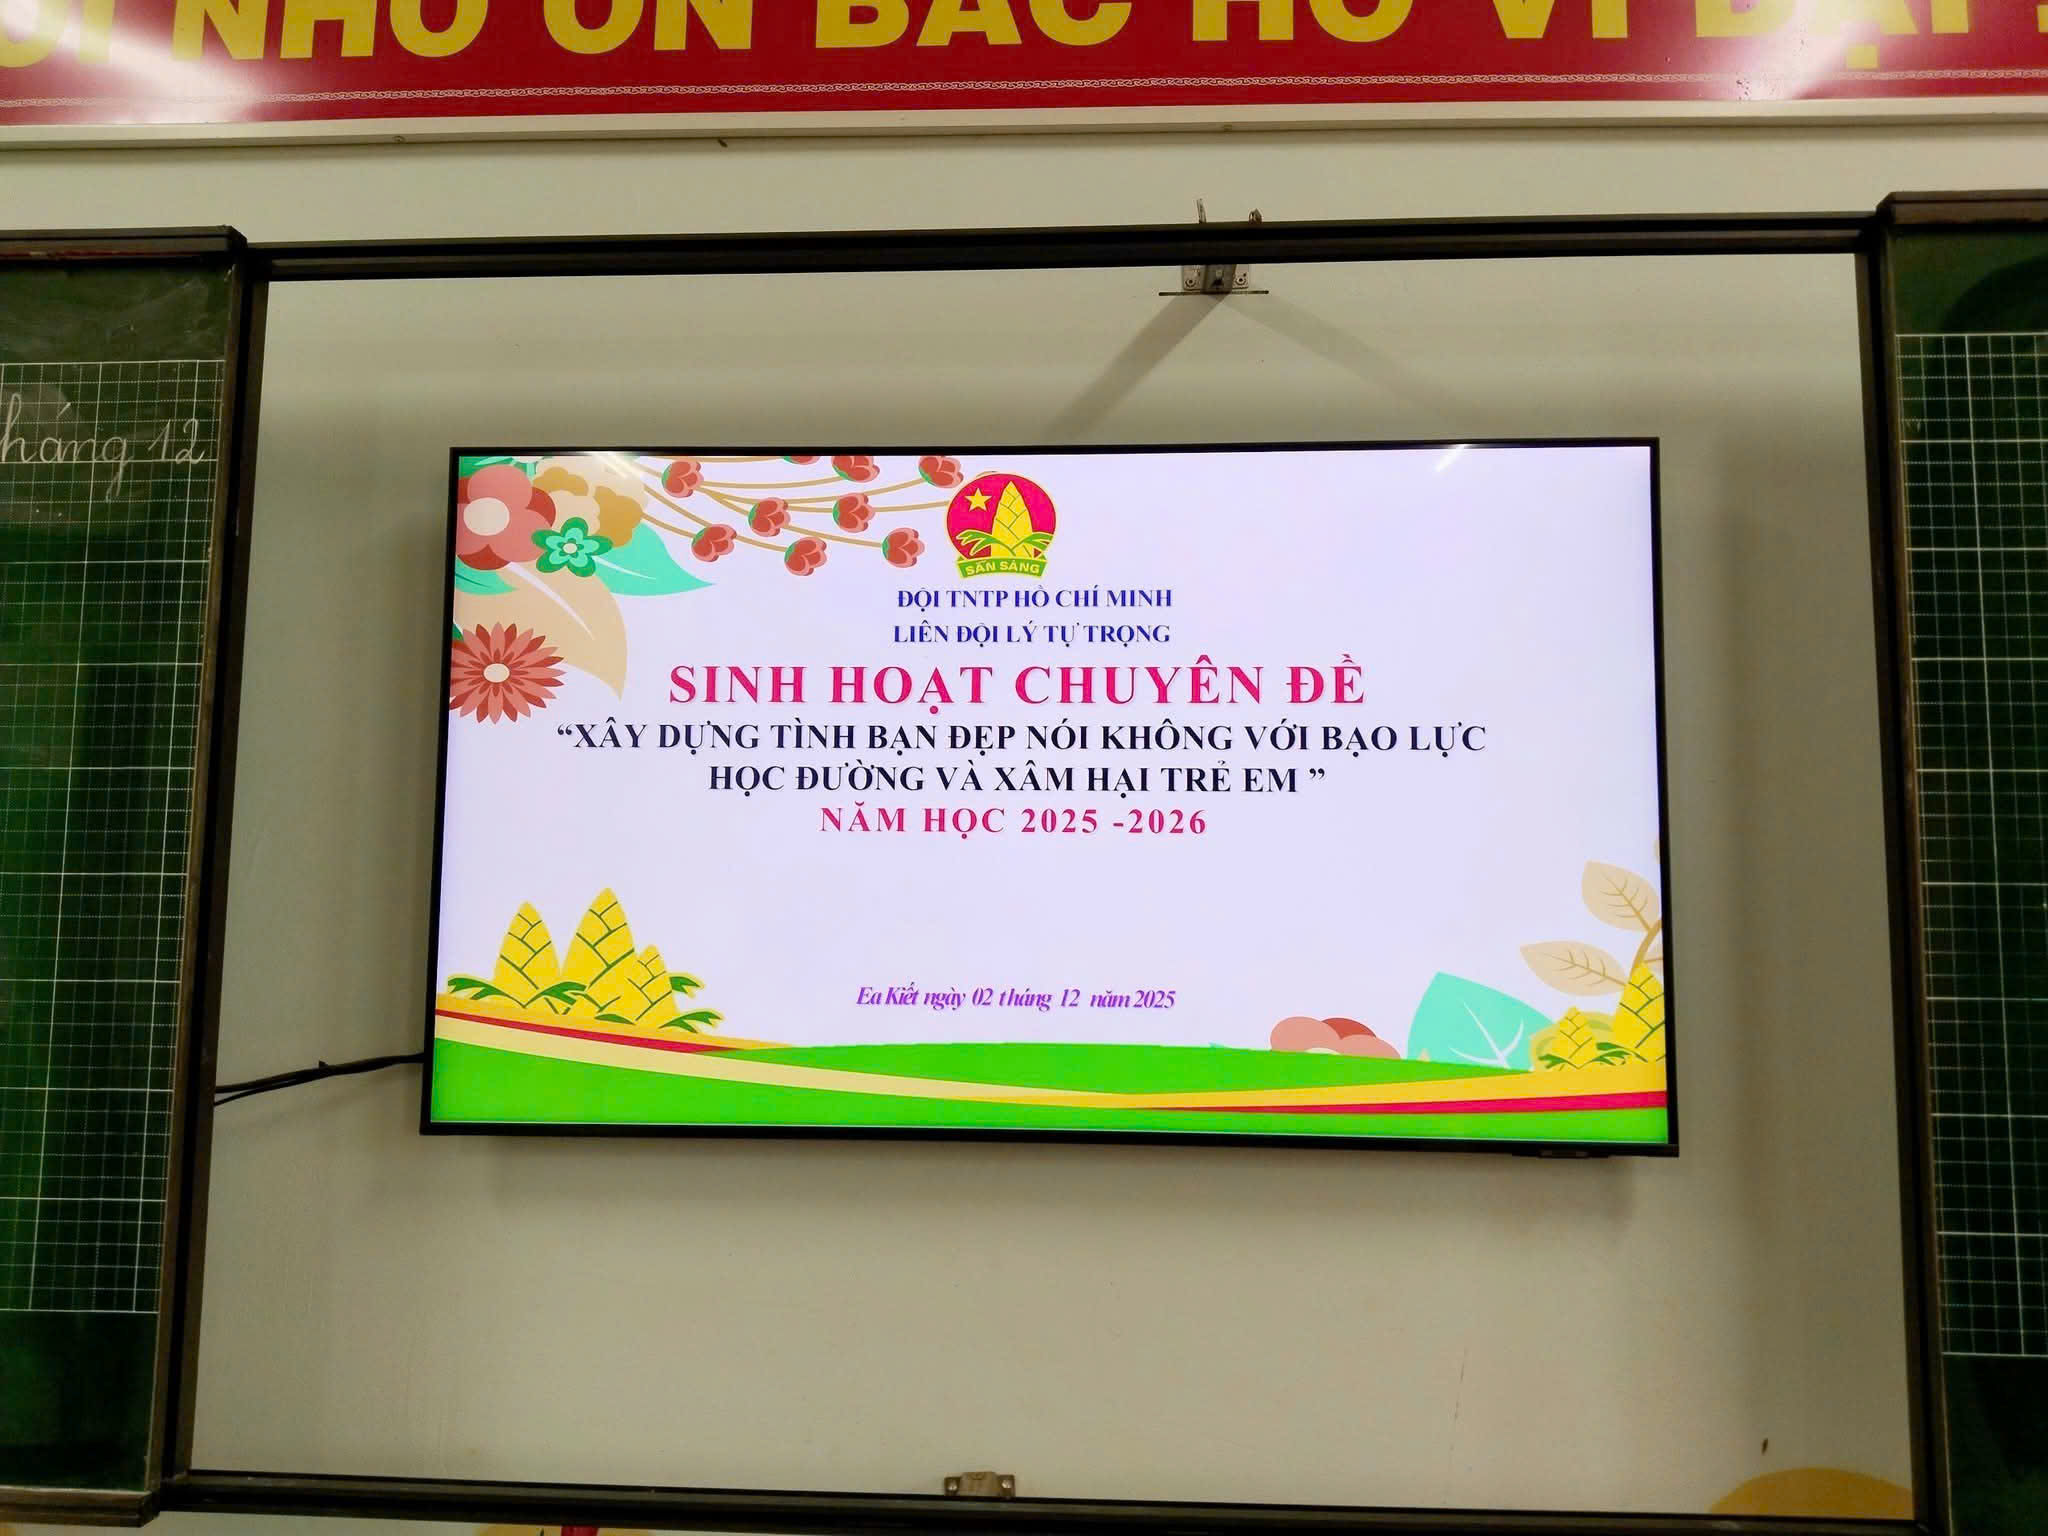 NHỚ ƠN BÁC HỒ VĨ ĐẠI
háng 12
SẴN SÀNG
ĐỘI TNTP HỒ CHÍ MINH
LIÊN ĐỘI LÝ TỰ TRỌNG
SINH HOẠT CHUYÊN ĐỀ
“XÂY DỰNG TÌNH BẠN ĐẸP NÓI KHÔNG VỚI BẠO LỰC
HỌC ĐƯỜNG VÀ XÂM HẠI TRẺ EM ”
NĂM HỌC 2025 -2026
Ea Kiết ngày 02 tháng 12 năm 2025